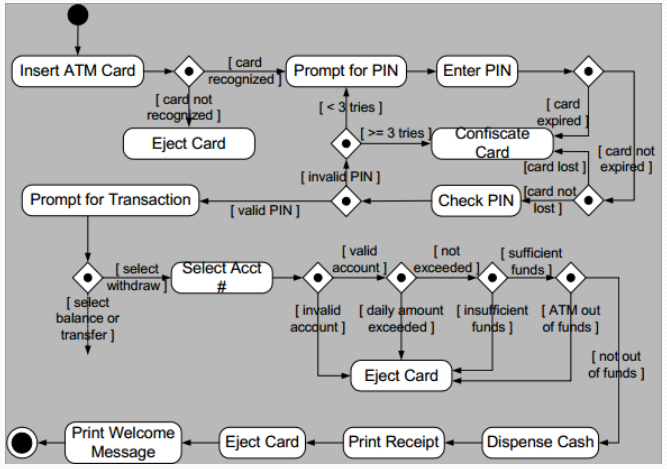 Insert ATM Card
[ card
recognized ]
Prompt for PIN
Enter PIN
[ card not
recognized ]
Eject Card
[ < 3 tries ]
[ >= 3 tries ]
[ card
expired ]
Confiscate
Card
[ card not
expired ]
[card lost ]
[ invalid PIN ]
Prompt for Transaction
[ valid PIN ]
Check PIN
[card not
lost ]
[ select
withdraw ]
Select Acct
#
[ valid
account ]
[ not
exceeded ]
[ sufficient
funds ]
[ select
balance or
transfer ]
[ invalid
account ]
[ daily amount
exceeded ]
[ insufficient
funds ]
[ ATM out
of funds ]
[ not out
of funds ]
Eject Card
Print Welcome
Message
Eject Card
Print Receipt
Dispense Cash